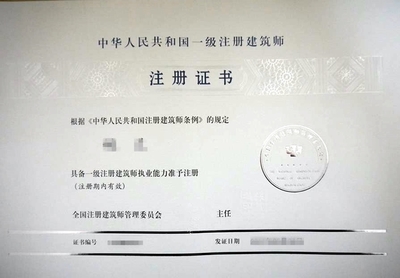 中华人民共和国一级注册建筑师
注册证书
根据《中华人民共和国注册建筑师条例》的规定
具备一级注册建筑师执业能力准予注册
（注册期内有效）
全国注册建筑师管理委员会 主任
证书编号 发证日期